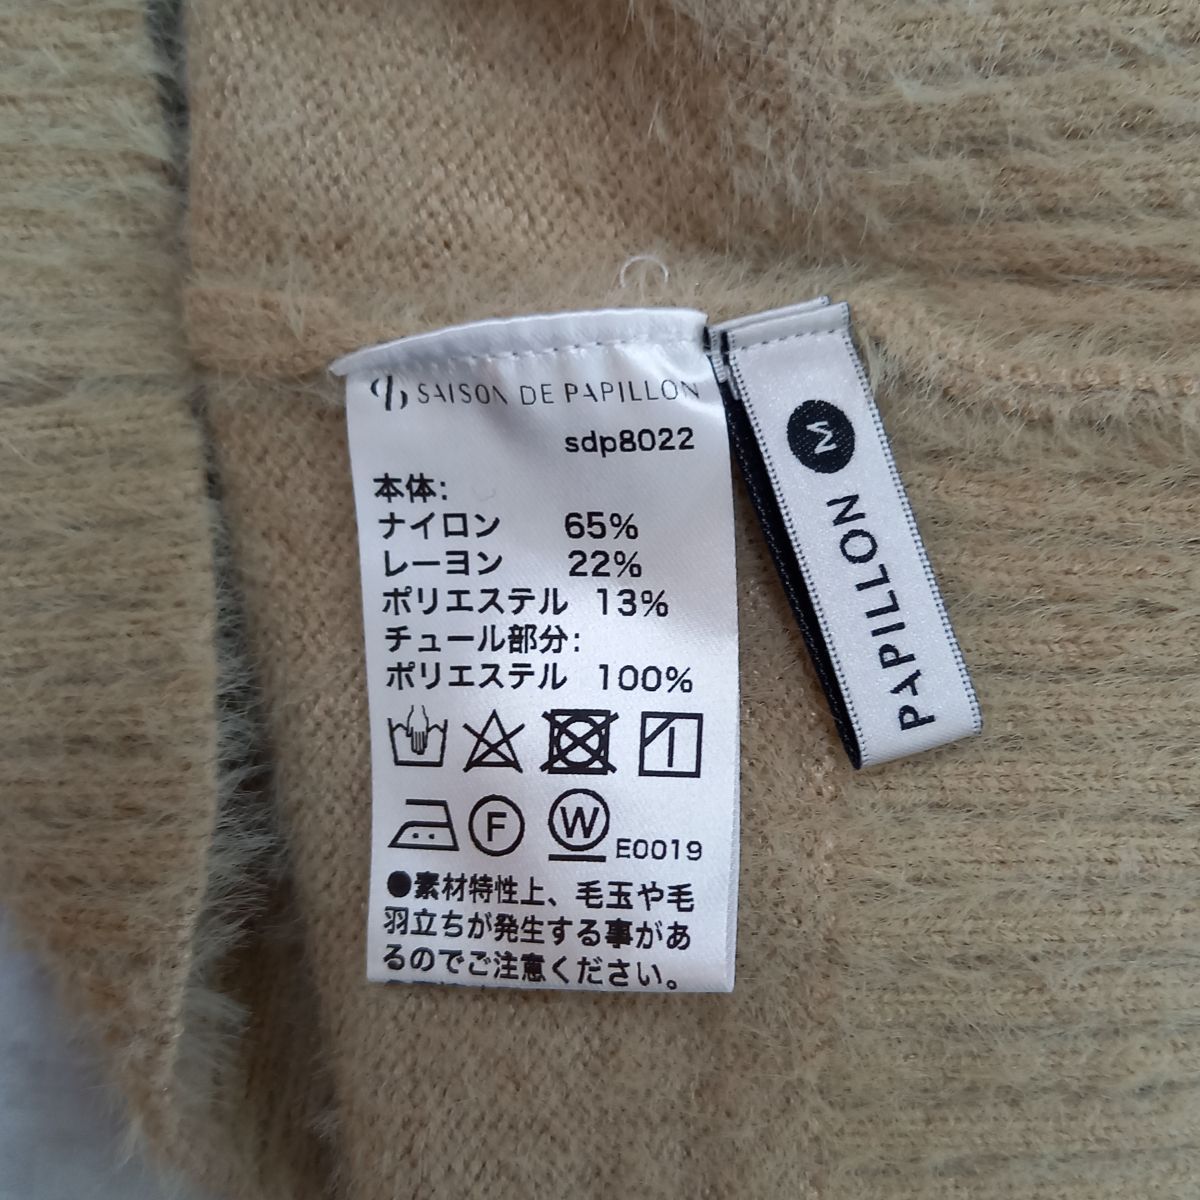 SAISON DE PAPILLON
sdp8022
本体:
ナイロン 65%
レーヨン 22%
ポリエステル 13%
チュール部分:
ポリエステル 100%
F W E0019
●素材特性上、毛玉や毛
羽立ちが発生する事があ
るのでご注意ください。
M
PAPILLON